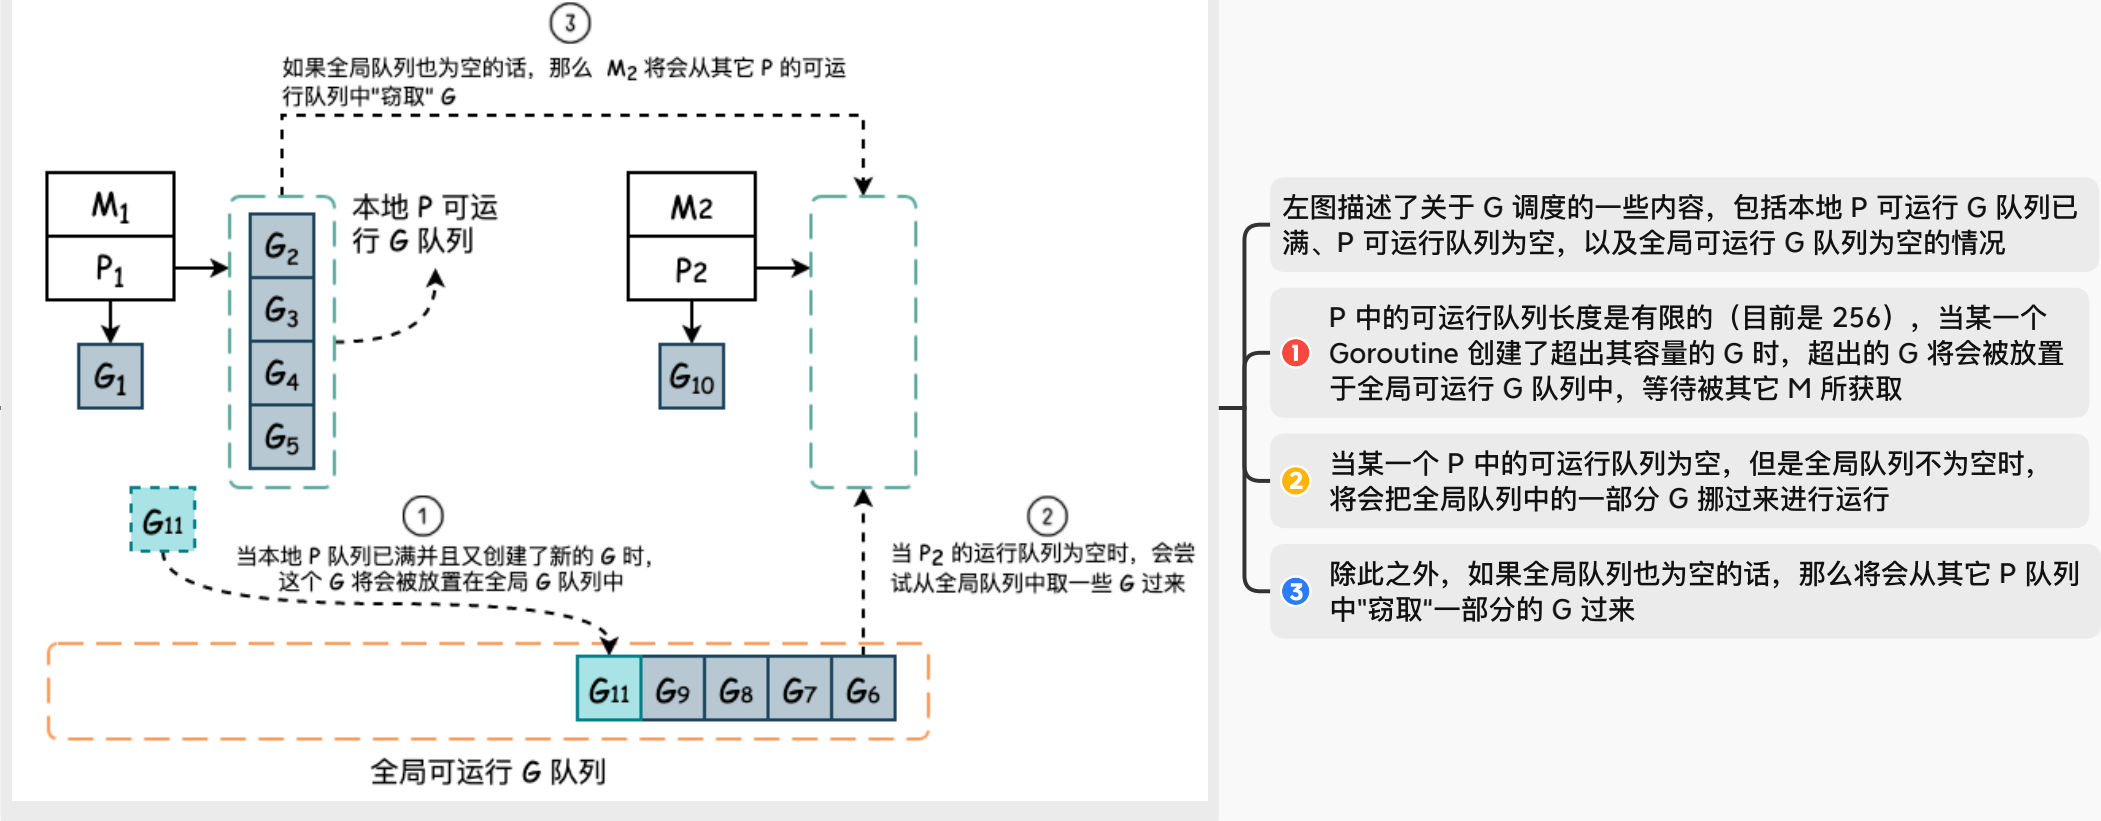 3
如果全局队列也为空的话，那么 M2 将会从其它 P 的可运
行队列中"窃取" G
M1
P1
G1
G2
G3
G4
G5
本地 P 可运
行 G 队列
M2
P2
G10
G11
1
当本地 P 队列已满并且又创建了新的 G 时，
这个 G 将会被放置在全局 G 队列中
2
当 P2 的运行队列为空时，会尝
试从全局队列中取一些 G 过来
G11 G9 G8 G7 G6
全局可运行 G 队列
左图描述了关于 G 调度的一些内容，包括本地 P 可运行 G 队列已
满、P 可运行队列为空，以及全局可运行 G 队列为空的情况
1
P 中的可运行队列长度是有限的（目前是 256），当某一个
Goroutine 创建了超出其容量的 G 时，超出的 G 将会被放置
于全局可运行 G 队列中，等待被其它 M 所获取
2
当某一个 P 中的可运行队列为空，但是全局队列不为空时，
将会把全局队列中的一部分 G 挪过来进行运行
3
除此之外，如果全局队列也为空的话，那么将会从其它 P 队列
中"窃取"一部分的 G 过来